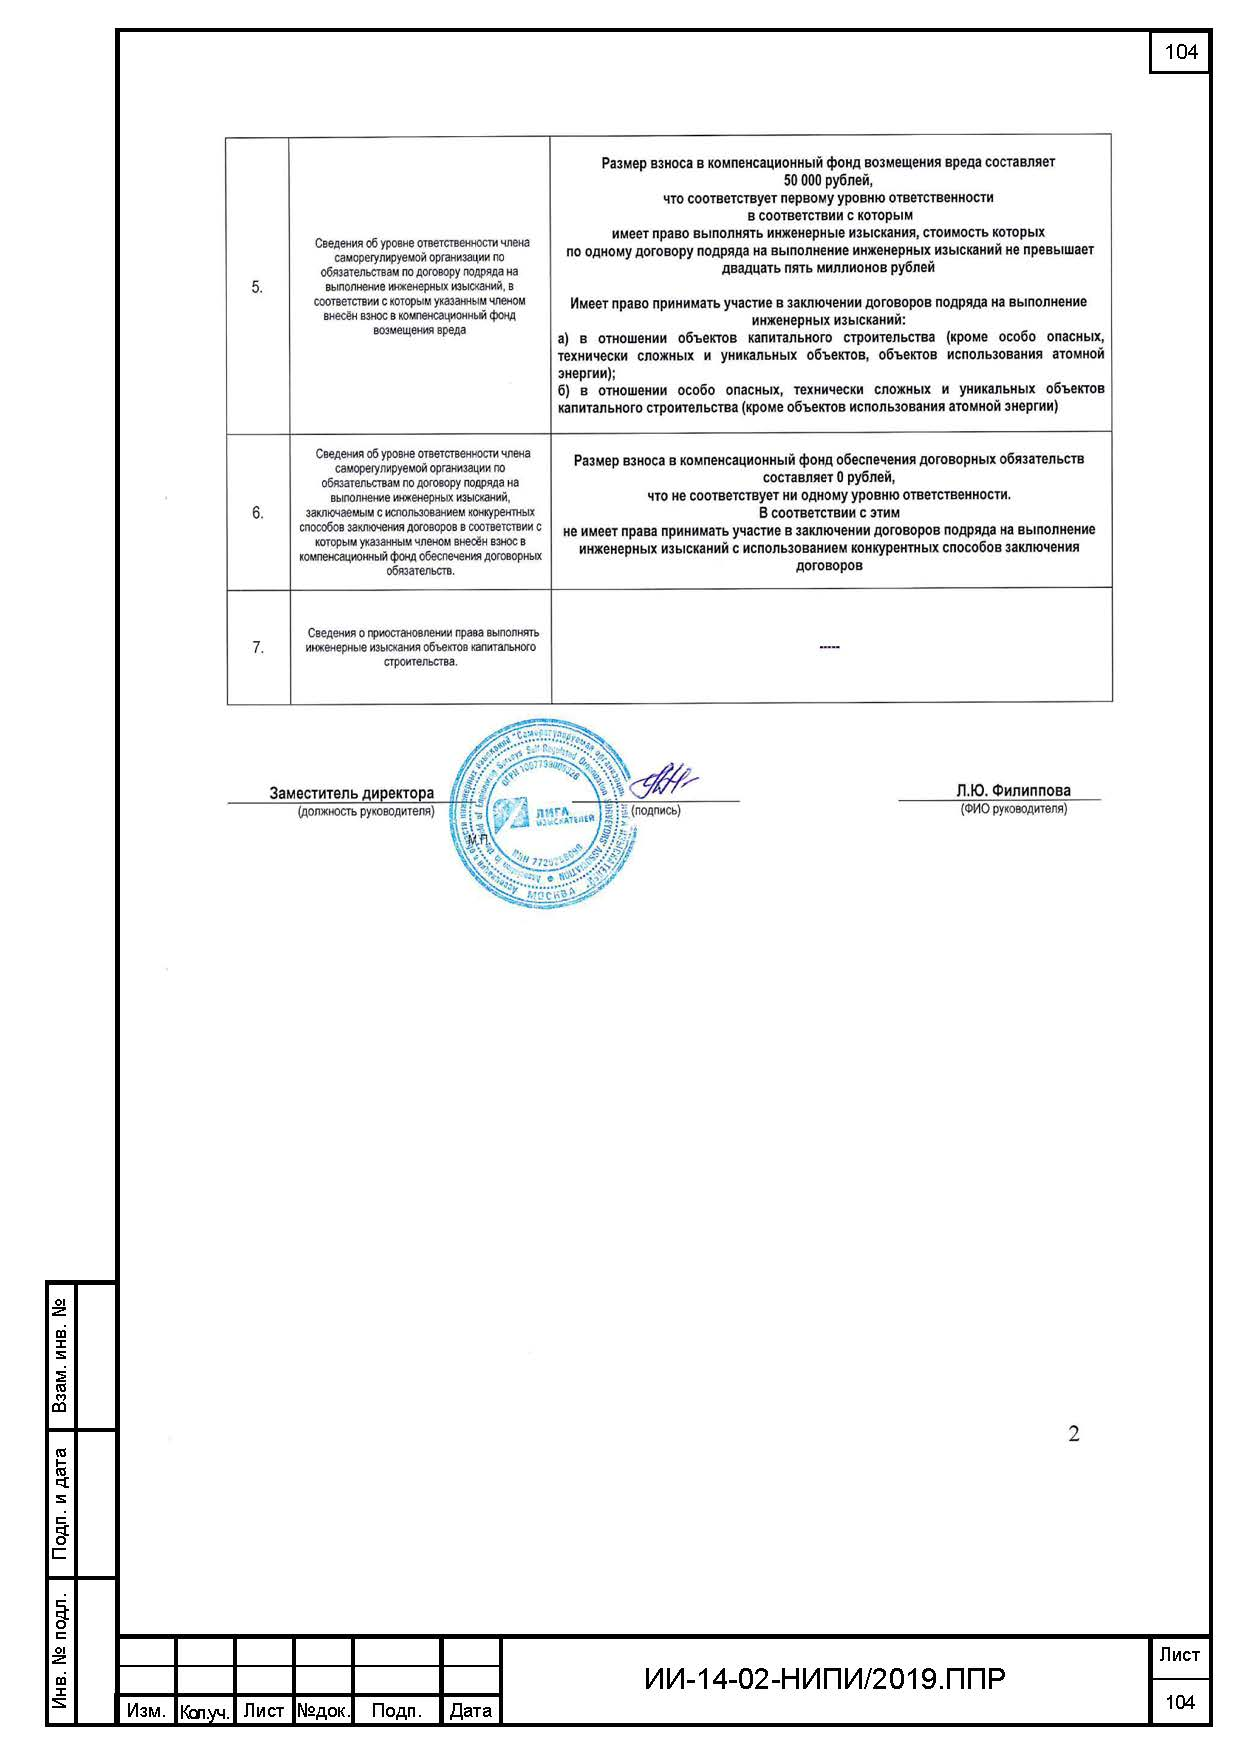 104
5.
Сведения об уровне ответственности члена
саморегулируемой организации по
обязательствам по договору подряда на
выполнение инженерных изысканий, в
соответствии с которым указанным членом
внесён взнос в компенсационный фонд
возмещения вреда
Размер взноса в компенсационный фонд возмещения вреда составляет
50 000 рублей,
что соответствует первому уровню ответственности
в соответствии с которым
имеет право выполнять инженерные изыскания, стоимость которых
по одному договору подряда на выполнение инженерных изысканий не превышает
двадцать пять миллионов рублей
Имеет право принимать участие в заключении договоров подряда на выполнение
инженерных изысканий:
а) в отношении объектов капитального строительства (кроме особо опасных,
технически сложных и уникальных объектов, объектов использования атомной
энергии);
б) в отношении особо опасных, технически сложных и уникальных объектов
капитального строительства (кроме объектов использования атомной энергии)
6.
Сведения об уровне ответственности члена
саморегулируемой организации по
обязательствам по договору подряда на
выполнение инженерных изысканий,
заключаемым с использованием конкурентных
способов заключения договоров в соответствии с
которым указанным членом внесён взнос в
компенсационный фонд обеспечения договорных
обязательств.
Размер взноса в компенсационный фонд обеспечения договорных обязательств
составляет 0 рублей,
что не соответствует ни одному уровню ответственности.
В соответствии с этим
не имеет права принимать участие в заключении договоров подряда на выполнение
инженерных изысканий с использованием конкурентных способов заключения
договоров
7.
Сведения о приостановлении права выполнять
инженерные изыскания объектов капитального
строительства.
-----
Заместитель директора
(должность руководителя)
(подпись)
Л.Ю. Филиппова
(ФИО руководителя)
М.П.
ЛИГА
ИЗЫСКАТЕЛЕЙ
МОСКВА
2
Взам. инв. №
Подп. и дата
Инв. № подл.
Изм. Кол.уч. Лист №док. Подп. Дата
ИИ-14-02-НИПИ/2019.ППР
Лист
104